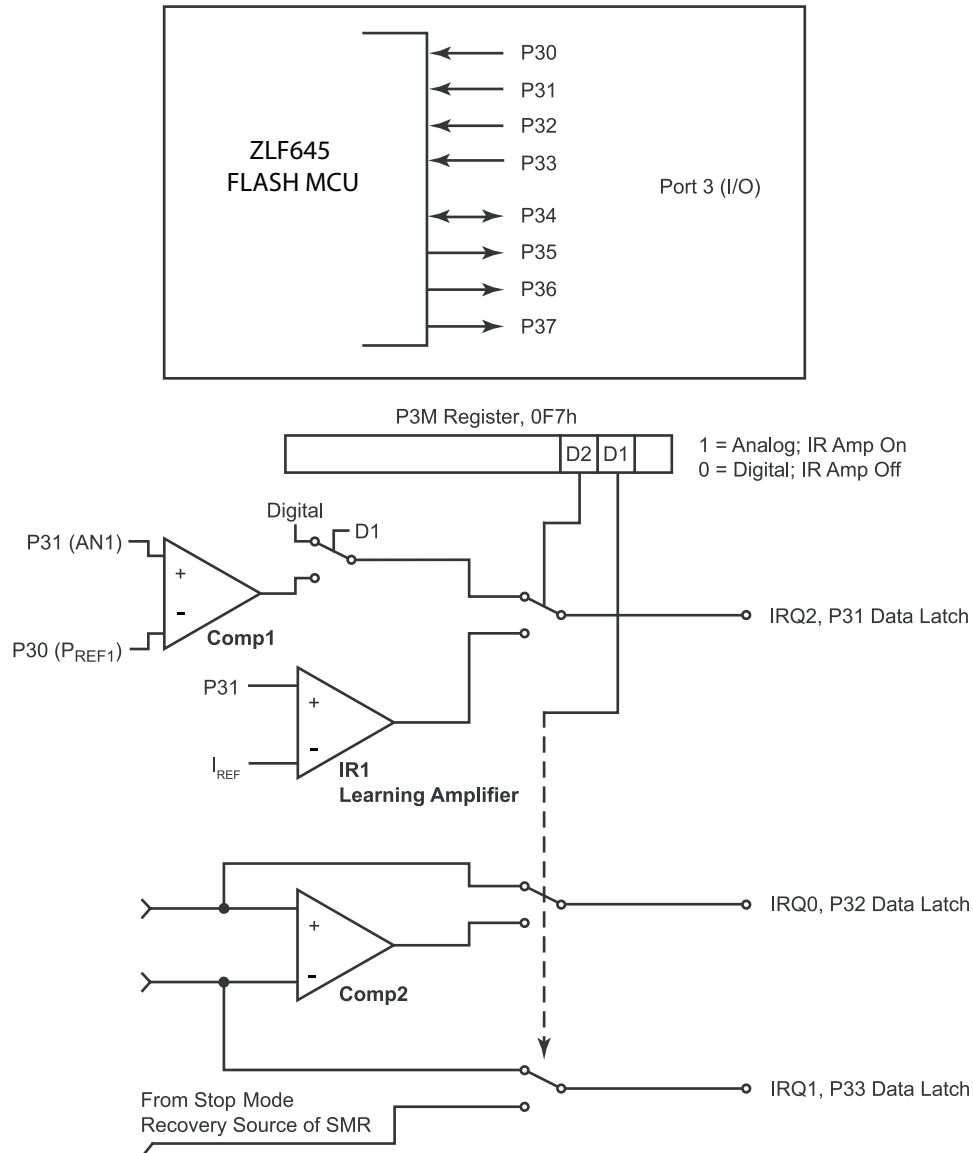 P30
P31
P32
P33
P34
P35
P36
P37
ZLF645
FLASH MCU
Port 3 (I/O)
P3M Register, 0F7h
D2 D1
1 = Analog; IR Amp On
0 = Digital; IR Amp Off
Digital
D1
P31 (AN1)
+
-
Comp1
P30 (PREF1)
IRQ2, P31 Data Latch
P31
+
-
IREF
IR1
Learning Amplifier
+
-
Comp2
IRQ0, P32 Data Latch
IRQ1, P33 Data Latch
From Stop Mode
Recovery Source of SMR